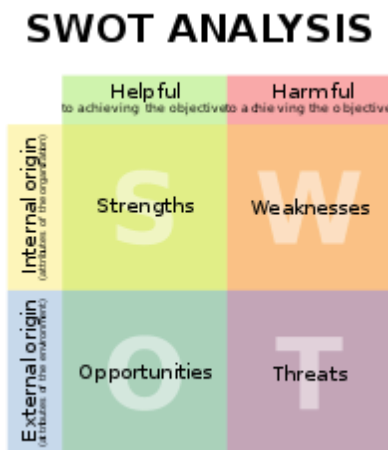 SWOT ANALYSIS
Helpful
to achieving the objective
Harmful
to achieving the objective
Internal origin
(attributes of the organization)
S
Strengths
W
Weaknesses
External origin
(attributes of the environment)
O
Opportunities
T
Threats